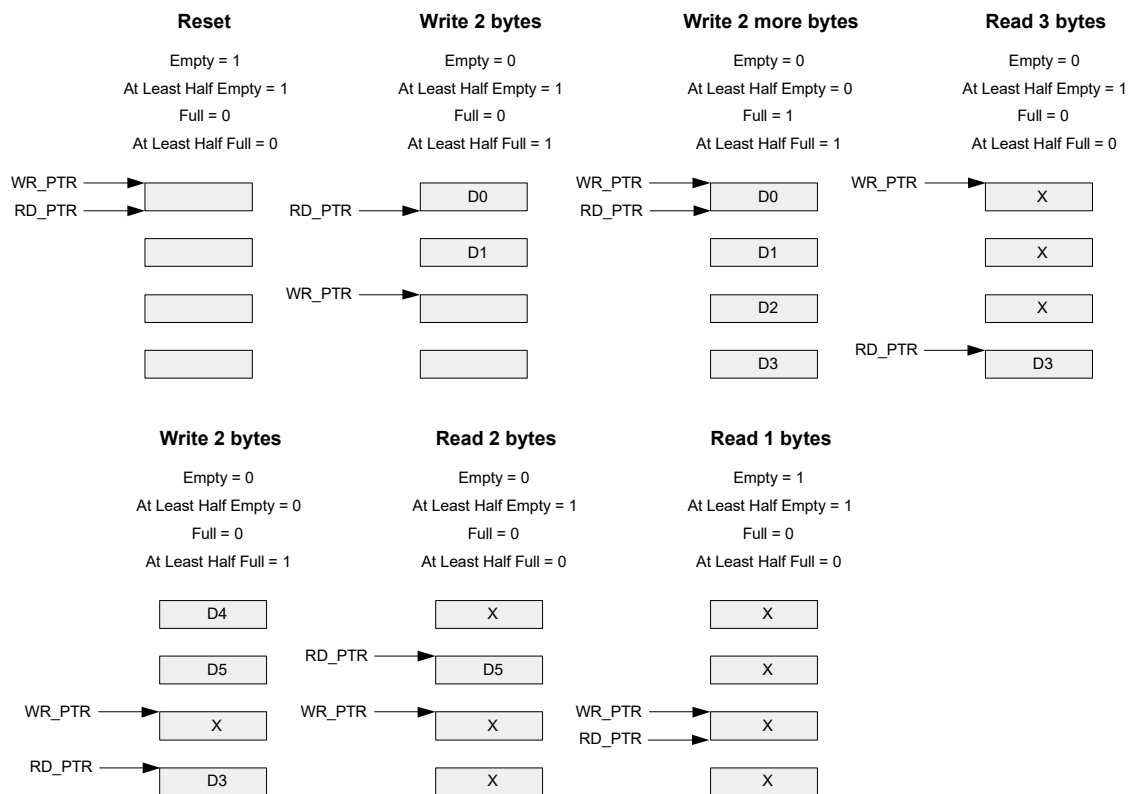 Reset
Empty = 1
At Least Half Empty = 1
Full = 0
At Least Half Full = 0
WR_PTR
RD_PTR
Write 2 bytes
Empty = 0
At Least Half Empty = 1
Full = 0
At Least Half Full = 1
D0
RD_PTR
D1
WR_PTR
Write 2 more bytes
Empty = 0
At Least Half Empty = 0
Full = 1
At Least Half Full = 1
WR_PTR
D0
RD_PTR
D1
D2
D3
Read 3 bytes
Empty = 0
At Least Half Empty = 1
Full = 0
At Least Half Full = 0
WR_PTR
X
X
X
RD_PTR
D3
Write 2 bytes
Empty = 0
At Least Half Empty = 0
Full = 0
At Least Half Full = 1
D4
D5
WR_PTR
X
RD_PTR
D3
Read 2 bytes
Empty = 0
At Least Half Empty = 1
Full = 0
At Least Half Full = 0
X
RD_PTR
D5
WR_PTR
X
X
Read 1 bytes
Empty = 1
At Least Half Empty = 1
Full = 0
At Least Half Full = 0
X
X
WR_PTR
X
RD_PTR
X